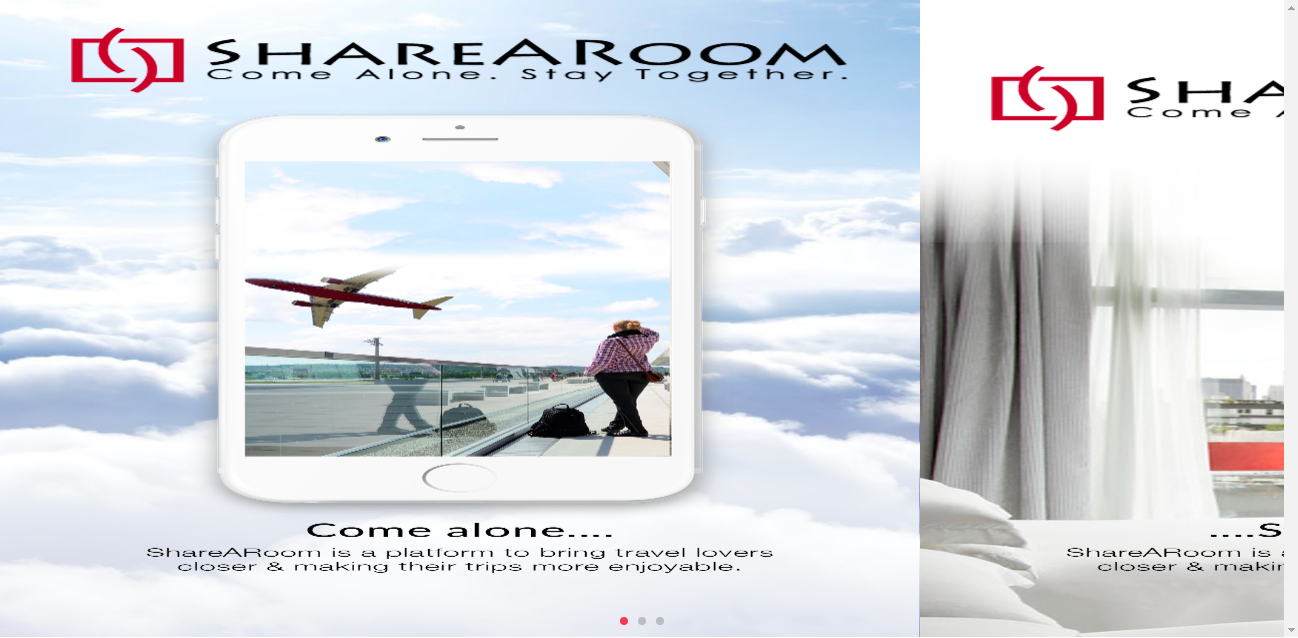 SHAREAROOM
Come Alone. Stay Together.
Come alone....
ShareARoom is a platform to bring travel lovers
closer & making their trips more enjoyable.
SHA
Come A
....S
ShareARoom is a
closer & makin